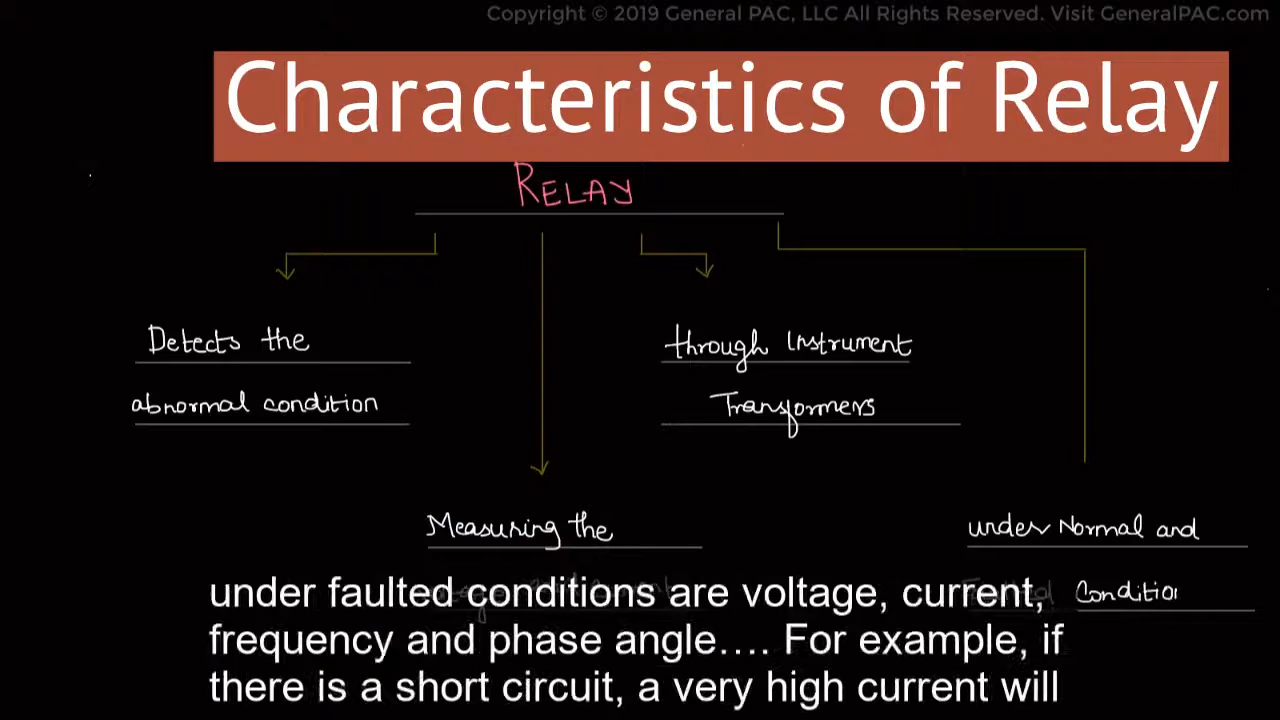 Copyright © 2019 General PAC, LLC All Rights Reserved. Visit GeneralPAC.com
Characteristics of Relay
RELAY
Detects the
abnormal condition
through Instrument
Transformers
Measuring the
under Normal and
Condition
under faulted conditions are voltage, current,
frequency and phase angle…. For example, if
there is a short circuit, a very high current will